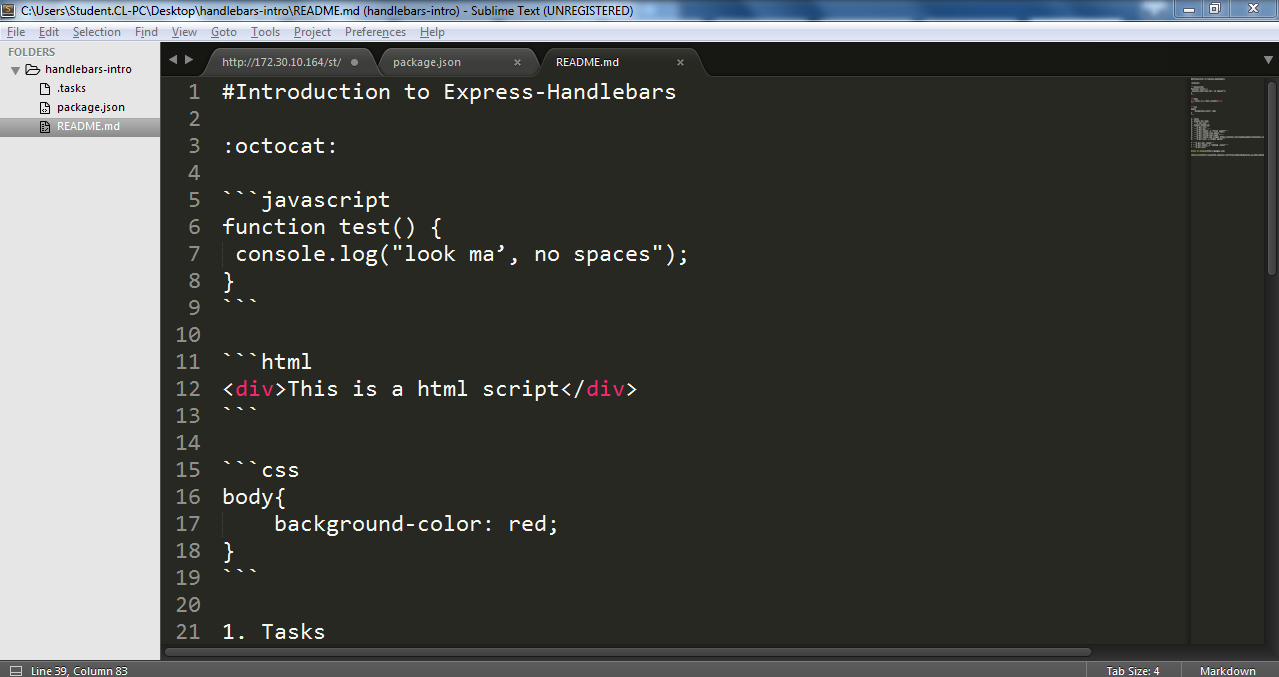 C:\Users\Student.CL-PC\Desktop\handlebars-intro\README.md (handlebars-intro) - Sublime Text (UNREGISTERED)
File Edit Selection Find View Goto Tools Project Preferences Help
FOLDERS
handlebars-intro
.tasks
package.json
README.md
http://172.30.10.164/st/ package.json README.md
1 #Introduction to Express-Handlebars
2
3 :octocat:
4
5 ```javascript
6 function test() {
7 console.log("look ma’, no spaces");
8 }
9 ```
10
11 ```html
12 <div>This is a html script</div>
13 ```
14
15 ```css
16 body{
17 background-color: red;
18 }
19 ```
20
21 1. Tasks
Line 39, Column 83 Tab Size: 4 Markdown